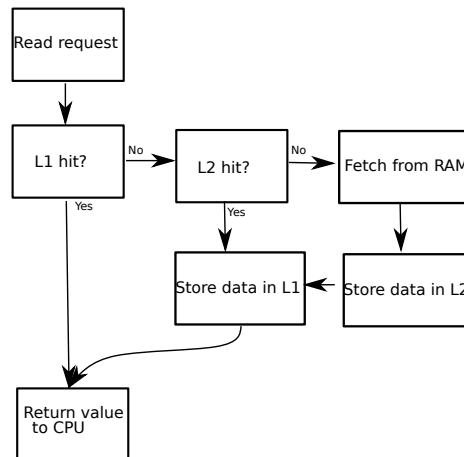 Read request
L1 hit?
No
L2 hit?
No
Fetch from RAM
Yes
Yes
Store data in L1
Store data in L2
Return value
to CPU